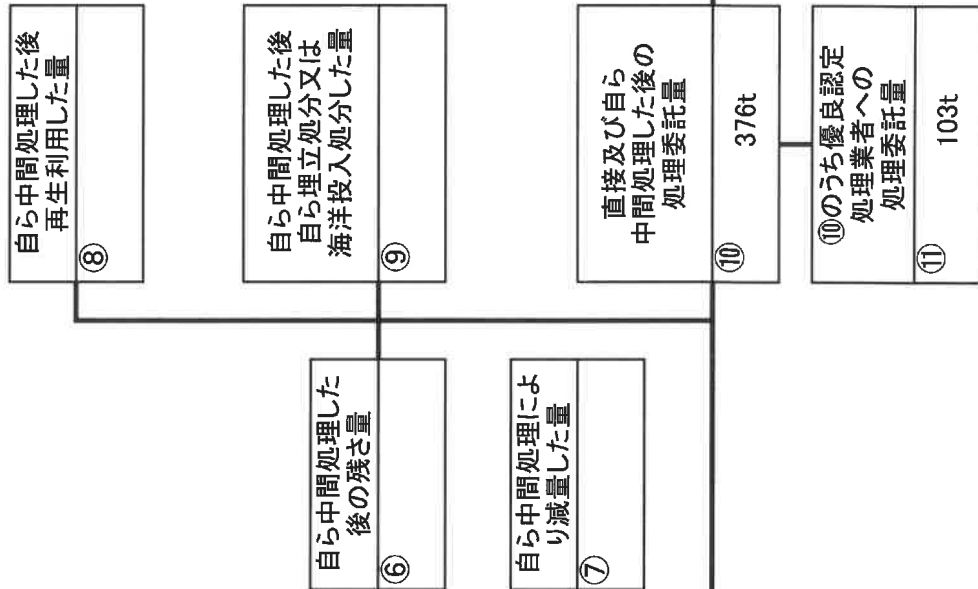 自ら中間処理した後
再生利用した量
⑧
自ら中間処理した後
自ら埋立処分又は
海洋投入処分した量
⑨
自ら中間処理した
後の残さ量
⑥
自ら中間処理によ
り減量した量
⑦
直接及び自ら
中間処理した後の
処理委託量
⑩
376t
⑩のうち優良認定
処理業者への
処理委託量
⑪
103t